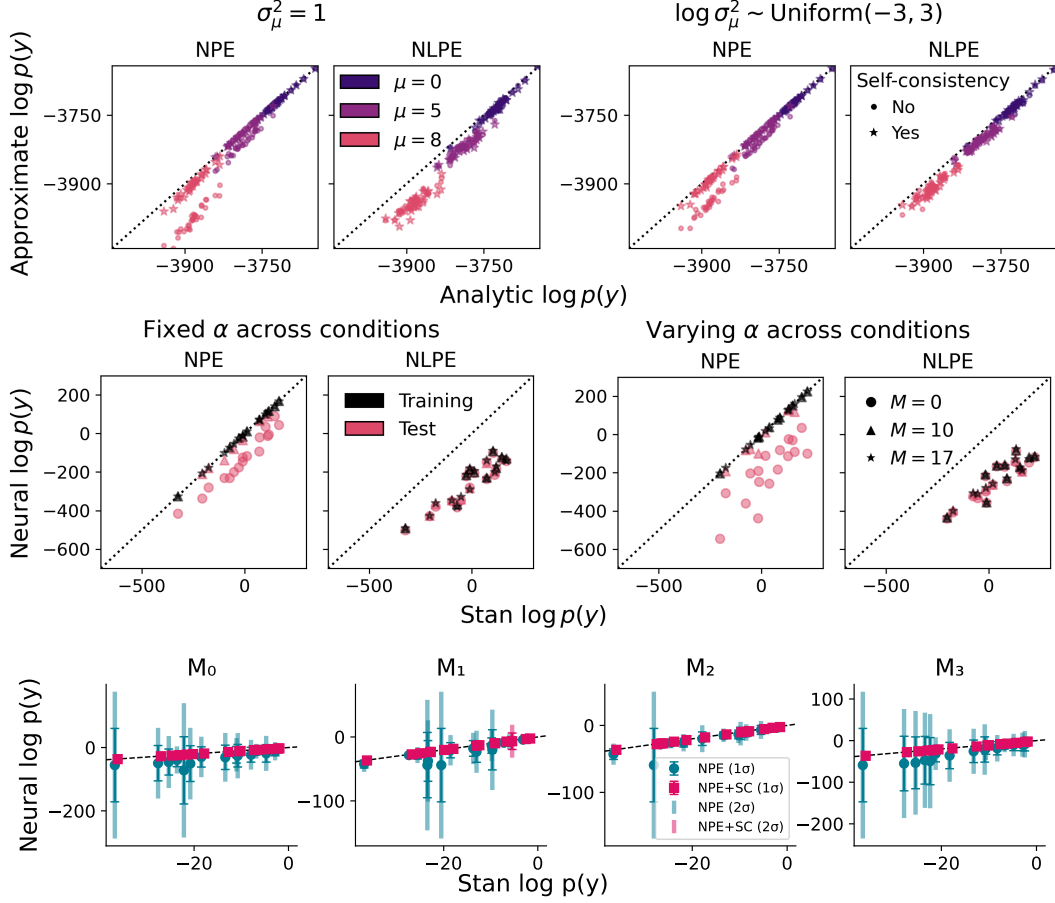 σ²_μ = 1
log σ²_μ ~ Uniform(−3, 3)
NPE
NLPE
NPE
NLPE
Approximate log p(y)
−3750
−3900
μ = 0
μ = 5
μ = 8
−3750
−3900
Self-consistency
No
Yes
−3900
−3750
−3900
−3750
−3900
−3750
−3900
−3750
Analytic log p(y)
Fixed α across conditions
Varying α across conditions
NPE
NLPE
NPE
NLPE
Neural log p(y)
200
0
−200
−400
−600
Training
Test
200
0
−200
−400
−600
M = 0
M = 10
M = 17
−500
0
−500
0
−500
0
−500
0
Stan log p(y)
M₀
M₁
M₂
M₃
Neural log p(y)
0
−200
0
−100
0
−100
100
0
−100
−200
NPE (1σ)
NPE+SC (1σ)
NPE (2σ)
NPE+SC (2σ)
−20
0
−20
0
−20
0
−20
0
Stan log p(y)